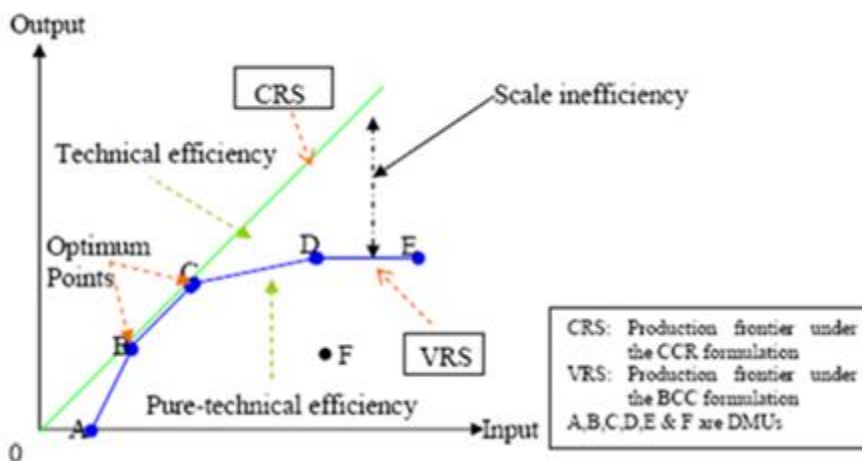 Output
CRS
Scale inefficiency
Technical efficiency
Optimum
Points
C
D
E
B
F
VRS
Pure-technical efficiency
A
Input
0
CRS: Production frontier under
the CCR formulation
VRS: Production frontier under
the BCC formulation
A,B,C,D,E & F are DMUs